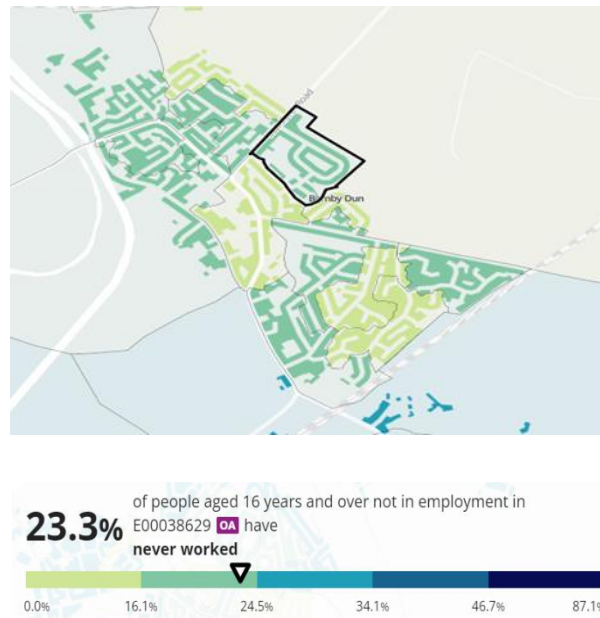 Road
Barnby Dun
of people aged 16 years and over not in employment in
23.3%
E00038629 OA have
never worked
0.0% 16.1% 24.5% 34.1% 46.7% 87.1%